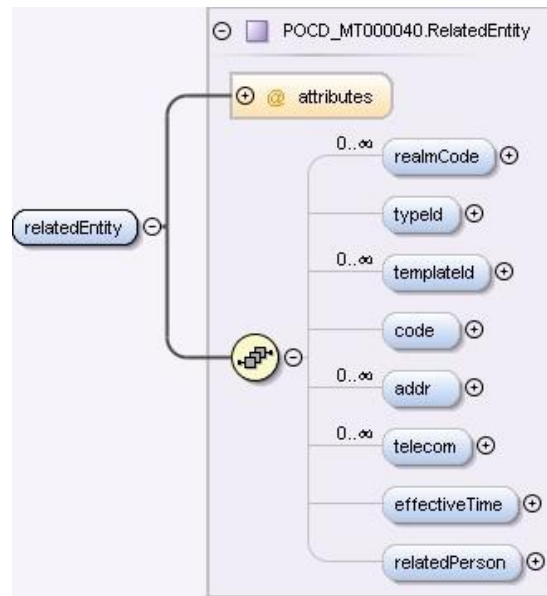 POCD_MT000040.RelatedEntity
@ attributes
0..∞
realmCode
typeId
relatedEntity
0..∞
templateId
code
0..∞
addr
0..∞
telecom
effectiveTime
relatedPerson